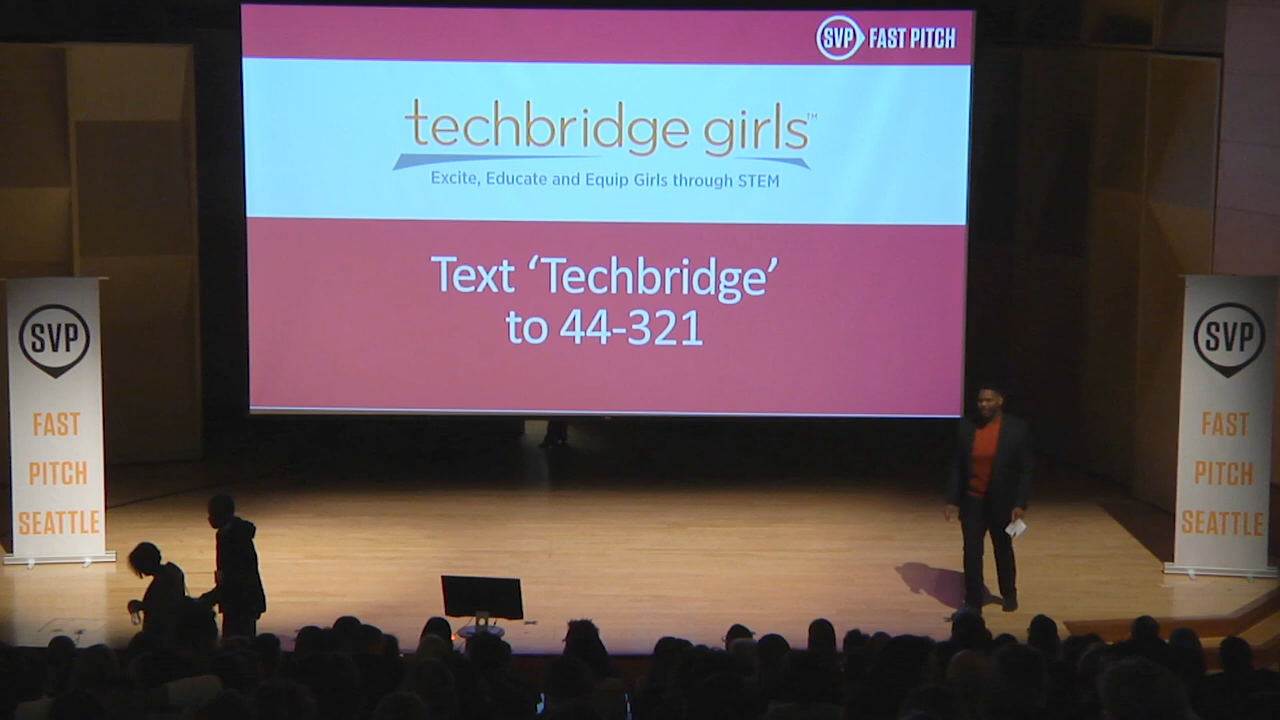 SVP FAST PITCH
techbridge girls™
Excite, Educate and Equip Girls through STEM
Text ‘Techbridge’
to 44-321
SVP
FAST
PITCH
SEATTLE
SVP
FAST
PITCH
SEATTLE